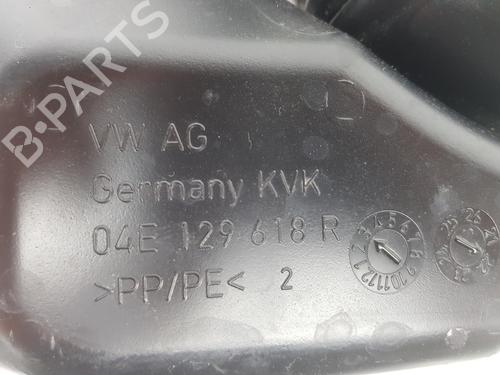 B-PARTS
VW AG
Germany KVK
04E 129 618 R
>PP/PE< 2